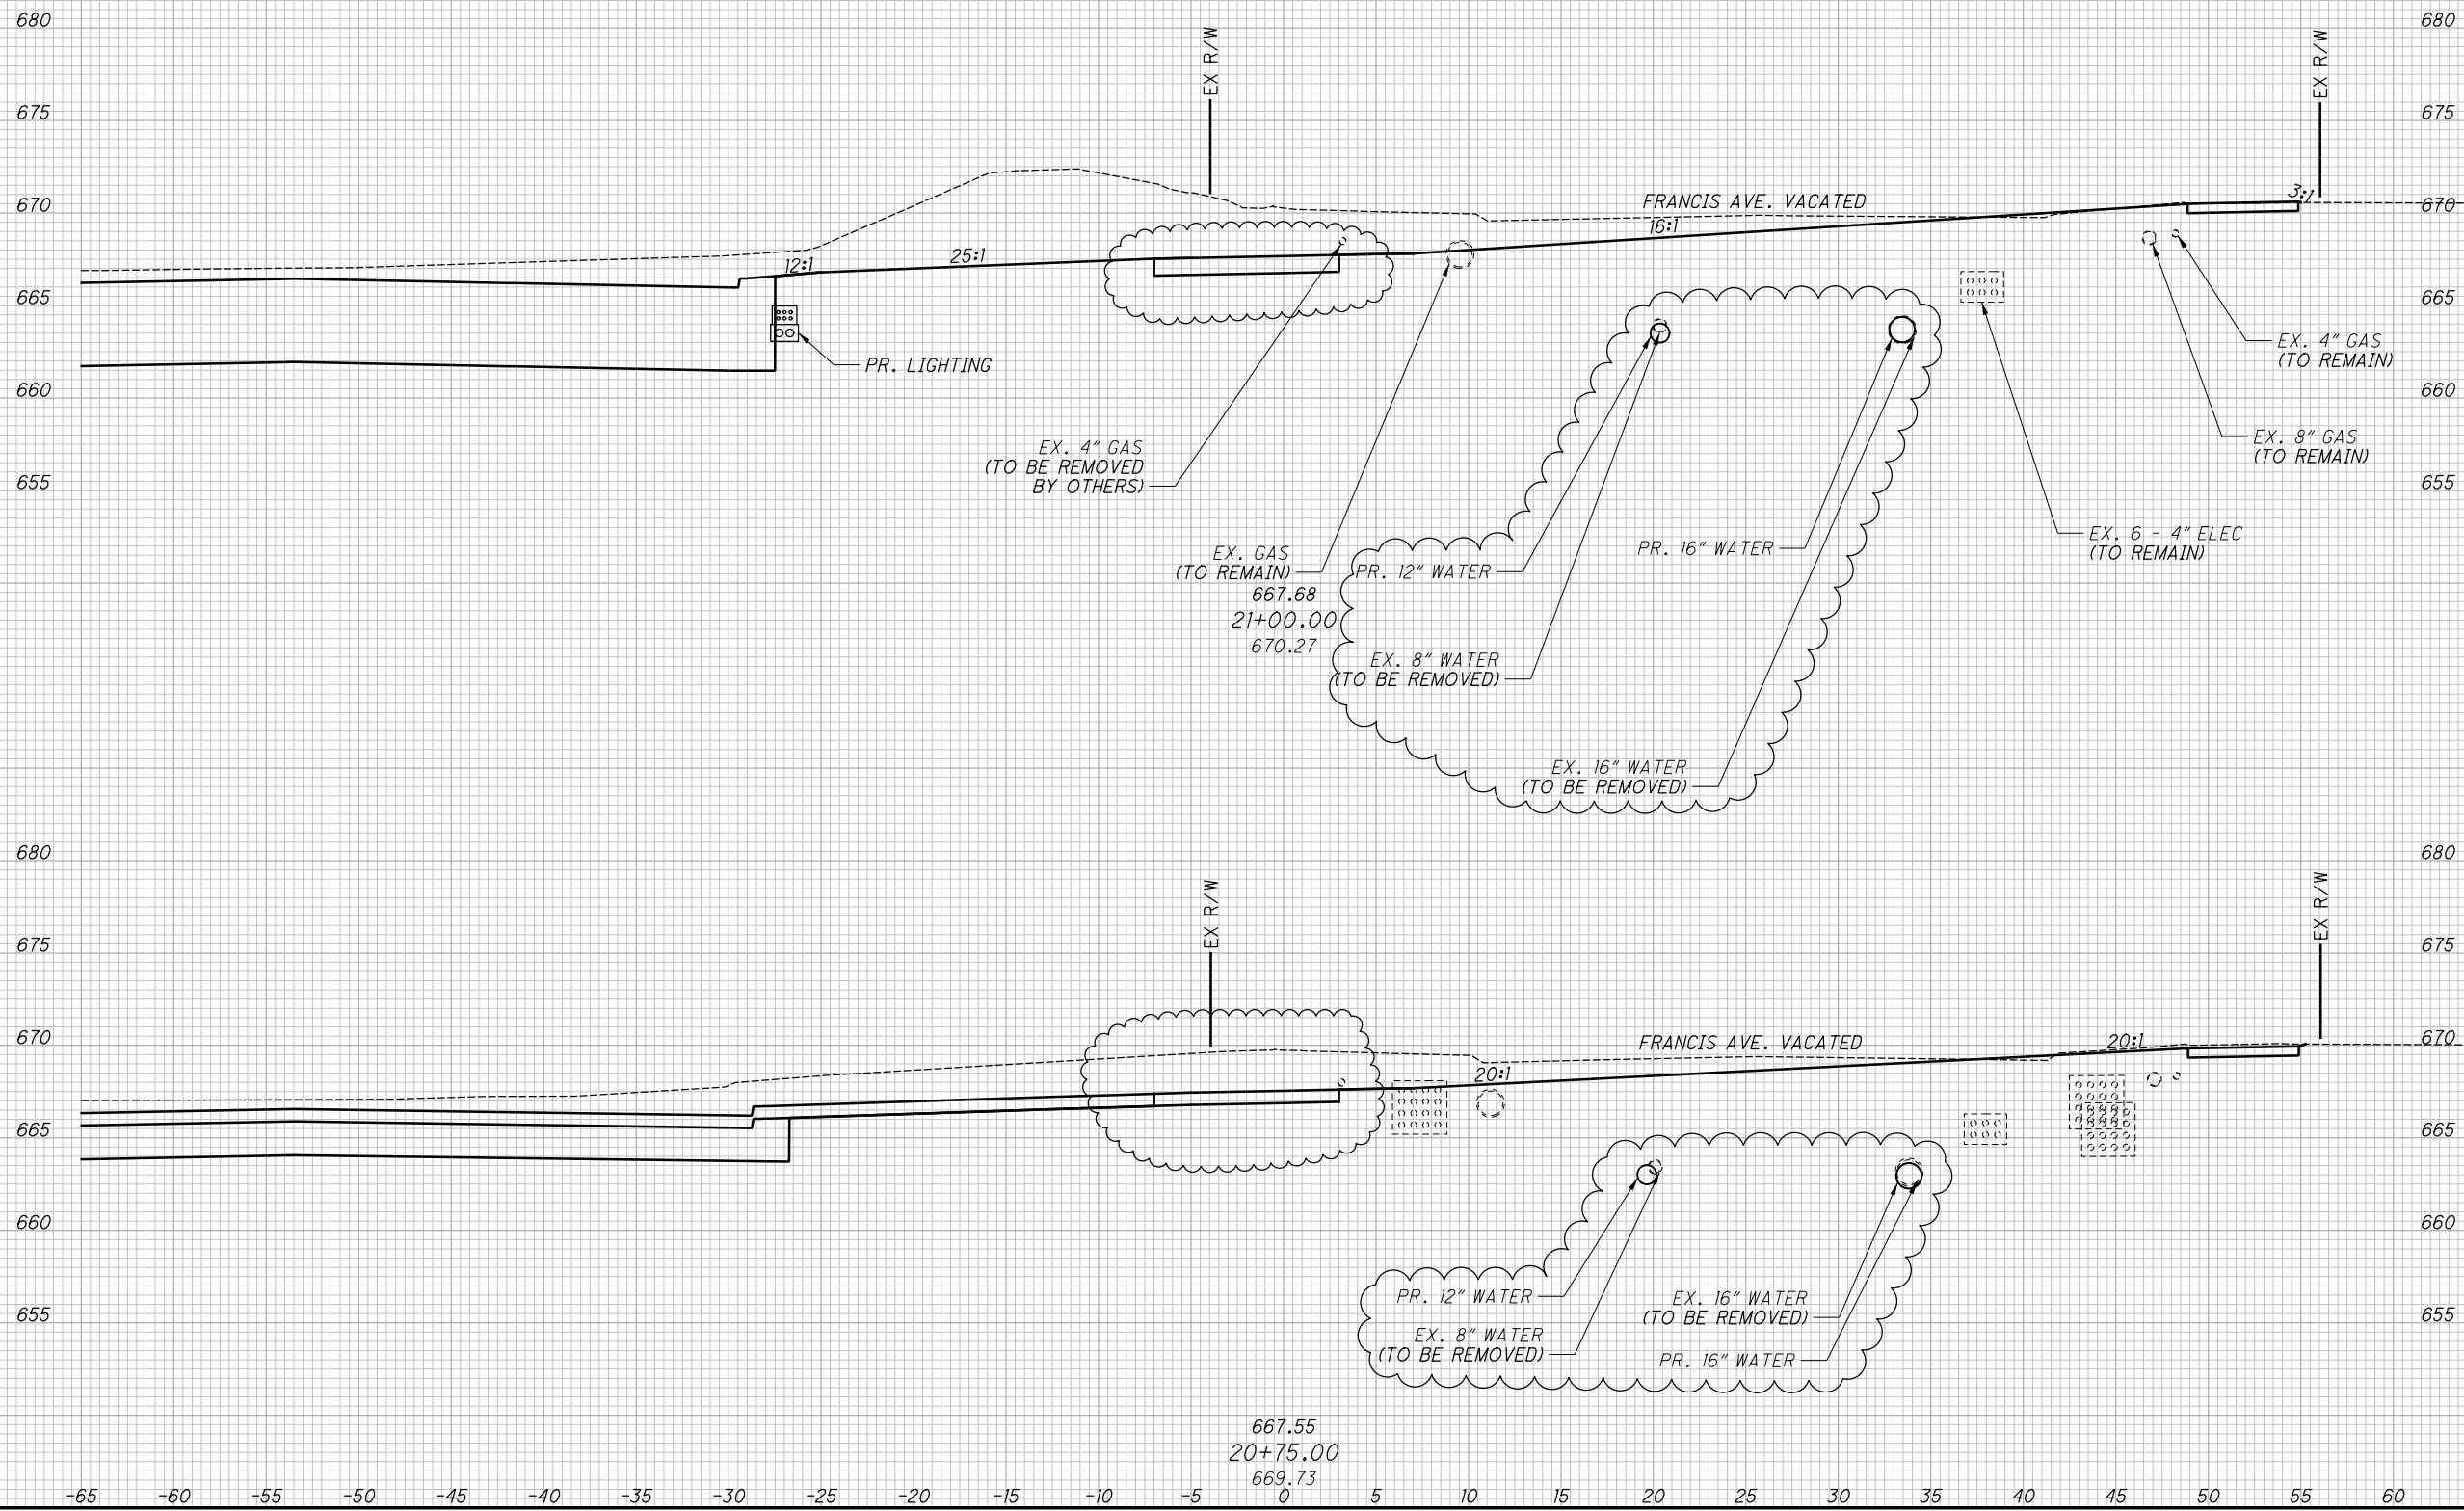 680
680
EX R/W
EX R/W
675
675
670
FRANCIS AVE. VACATED
3:1
670
16:1
12:1
25:1
665
665
PR. LIGHTING
EX. 4" GAS
(TO REMAIN)
660
660
EX. 4" GAS
(TO BE REMOVED
BY OTHERS)
EX. 8" GAS
(TO REMAIN)
655
655
EX. 6 - 4" ELEC
(TO REMAIN)
EX. GAS
(TO REMAIN)
PR. 16" WATER
PR. 12" WATER
667.68
21+00.00
670.27
EX. 8" WATER
(TO BE REMOVED)
EX. 16" WATER
(TO BE REMOVED)
680
680
EX R/W
EX R/W
675
675
670
FRANCIS AVE. VACATED
20:1
670
20:1
665
665
660
660
PR. 12" WATER
EX. 16" WATER
(TO BE REMOVED)
655
655
EX. 8" WATER
(TO BE REMOVED)
PR. 16" WATER
667.55
20+75.00
669.73
-65 -60 -55 -50 -45 -40 -35 -30 -25 -20 -15 -10 -5 0 5 10 15 20 25 30 35 40 45 50 55 60